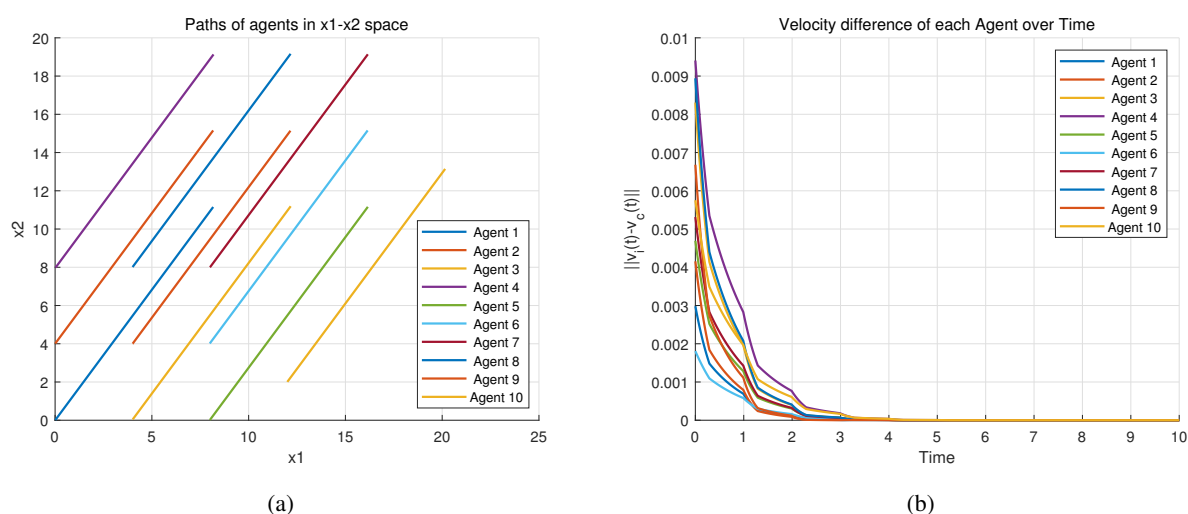 Paths of agents in x1-x2 space
20
18
16
14
12
10
8
6
4
2
0
x2
0 5 10 15 20 25
x1
Agent 1
Agent 2
Agent 3
Agent 4
Agent 5
Agent 6
Agent 7
Agent 8
Agent 9
Agent 10
(a)
Velocity difference of each Agent over Time
0.01
0.009
0.008
0.007
0.006
0.005
0.004
0.003
0.002
0.001
0
||v_i(t)-v_c(t)||
0 1 2 3 4 5 6 7 8 9 10
Time
Agent 1
Agent 2
Agent 3
Agent 4
Agent 5
Agent 6
Agent 7
Agent 8
Agent 9
Agent 10
(b)